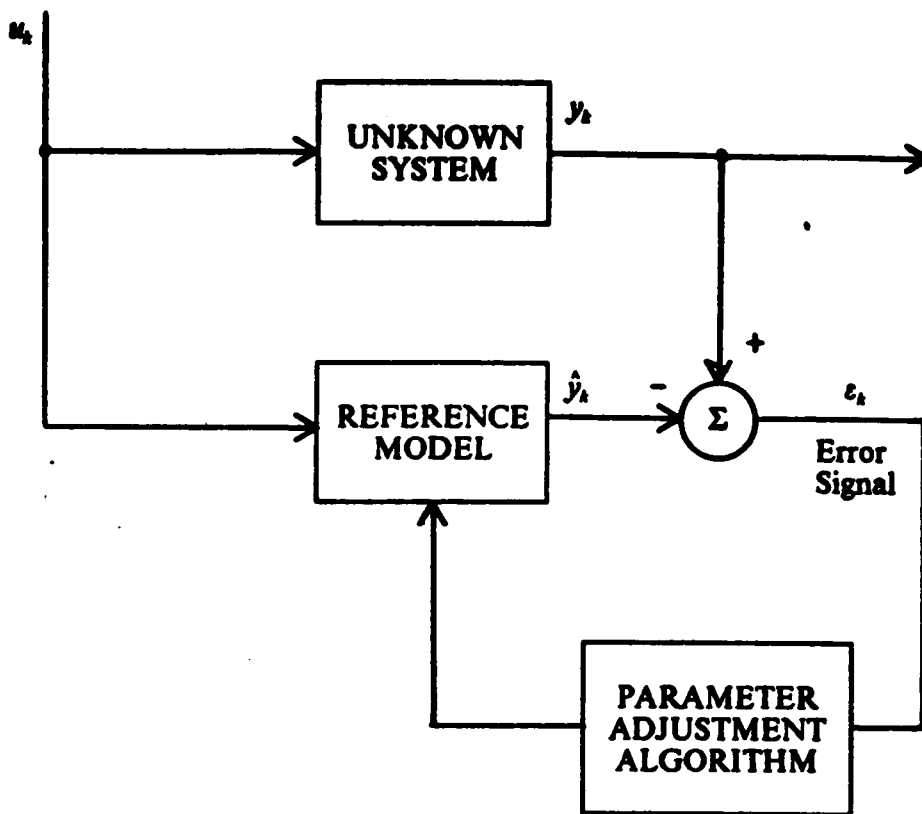 u_k
UNKNOWN
SYSTEM
y_k
+
REFERENCE
MODEL
ŷ_k
-
Σ
ε_k
Error
Signal
PARAMETER
ADJUSTMENT
ALGORITHM